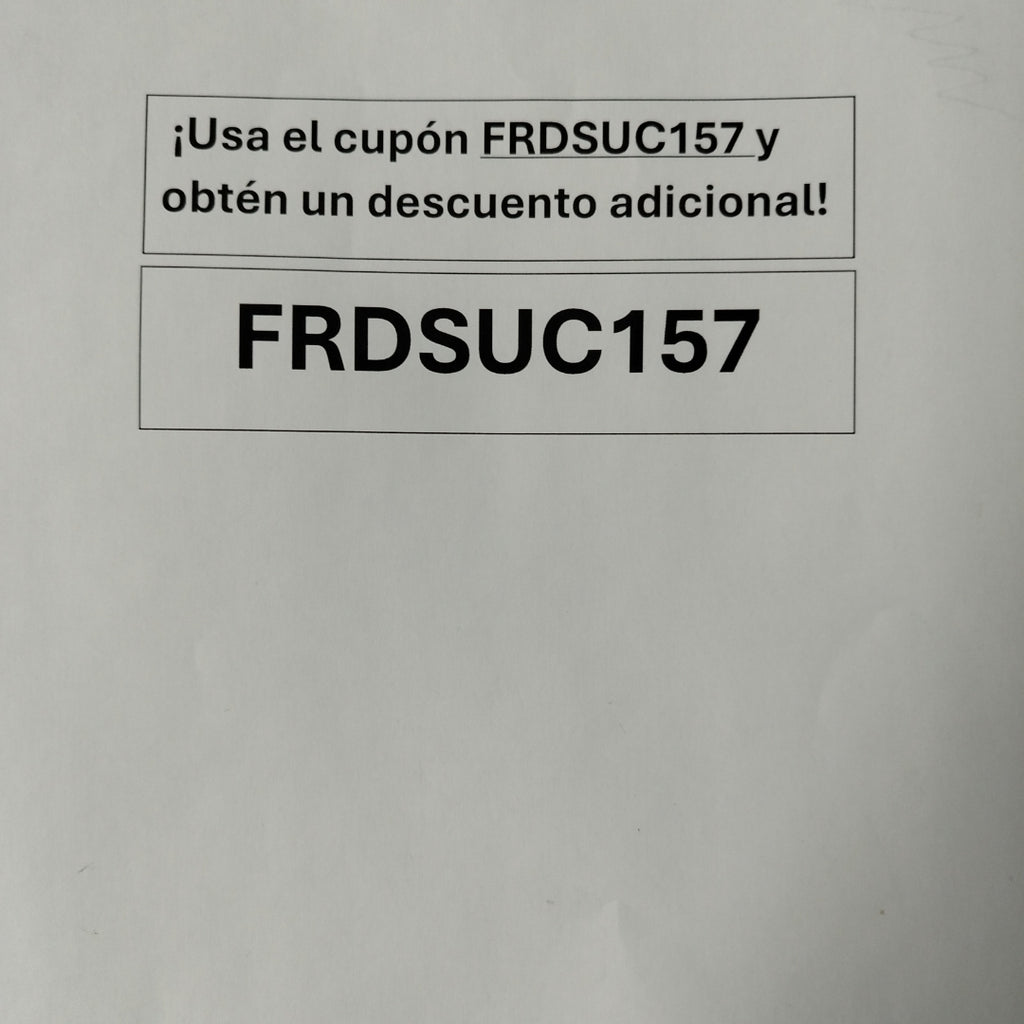 ¡Usa el cupón FRDSUC157 y
obtén un descuento adicional!
FRDSUC157